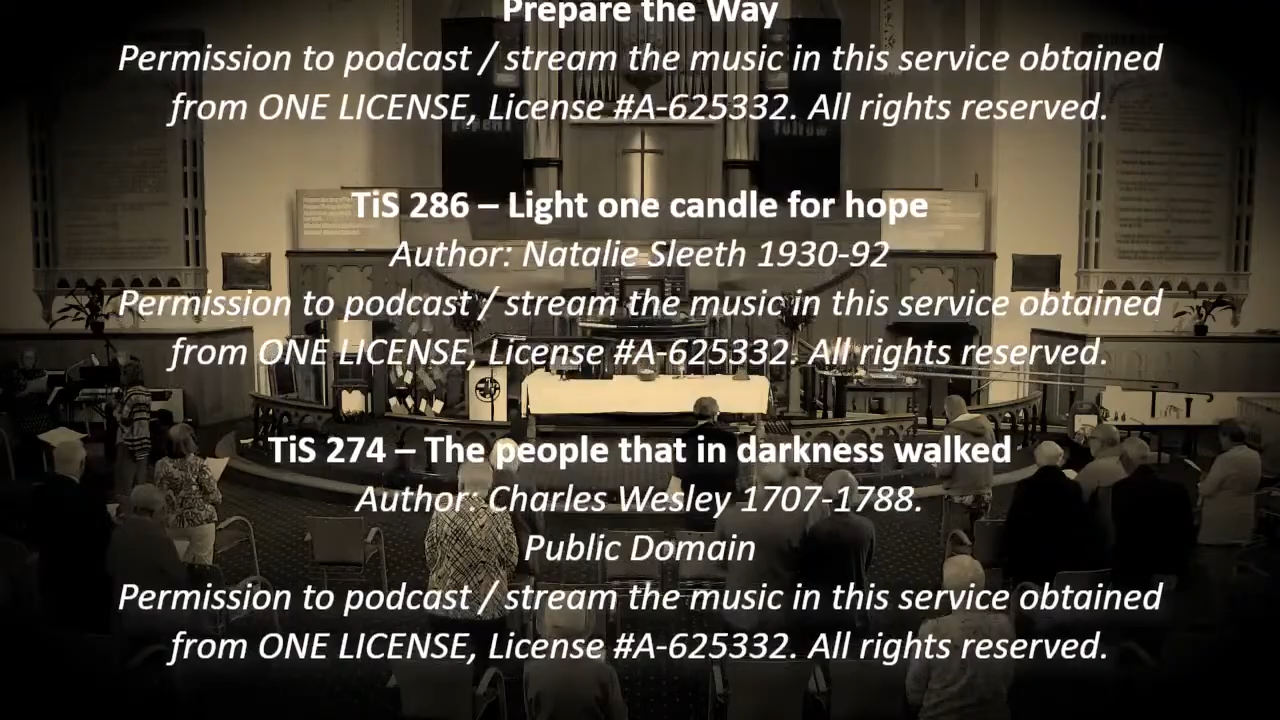 Prepare the Way
Permission to podcast / stream the music in this service obtained
from ONE LICENSE, License #A-625332. All rights reserved.
repent
follow
TiS 286 – Light one candle for hope
Author: Natalie Sleeth 1930-92
Permission to podcast / stream the music in this service obtained
from ONE LICENSE, License #A-625332. All rights reserved.
TiS 274 – The people that in darkness walked
Author: Charles Wesley 1707-1788.
Public Domain
Permission to podcast / stream the music in this service obtained
from ONE LICENSE, License #A-625332. All rights reserved.